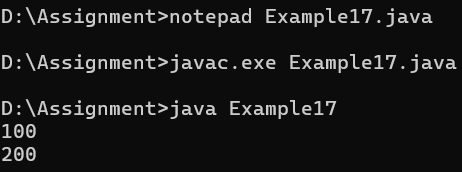 D:\Assignment>notepad Example17.java
D:\Assignment>javac.exe Example17.java
D:\Assignment>java Example17
100
200